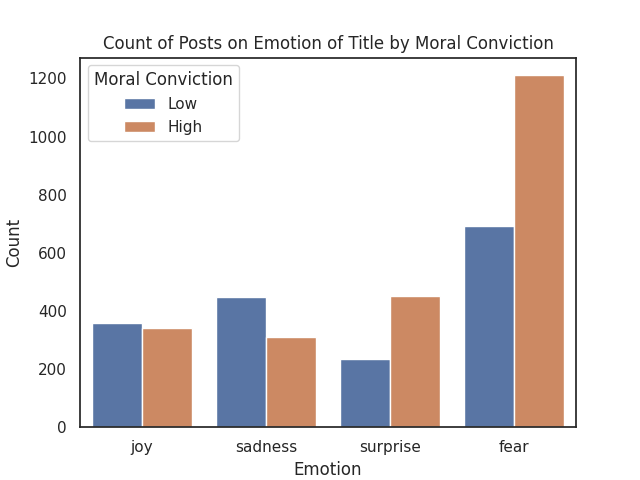 Count of Posts on Emotion of Title by Moral Conviction
Moral Conviction
Low
High
1200
1000
800
600
400
200
0
Count
joy sadness surprise fear
Emotion